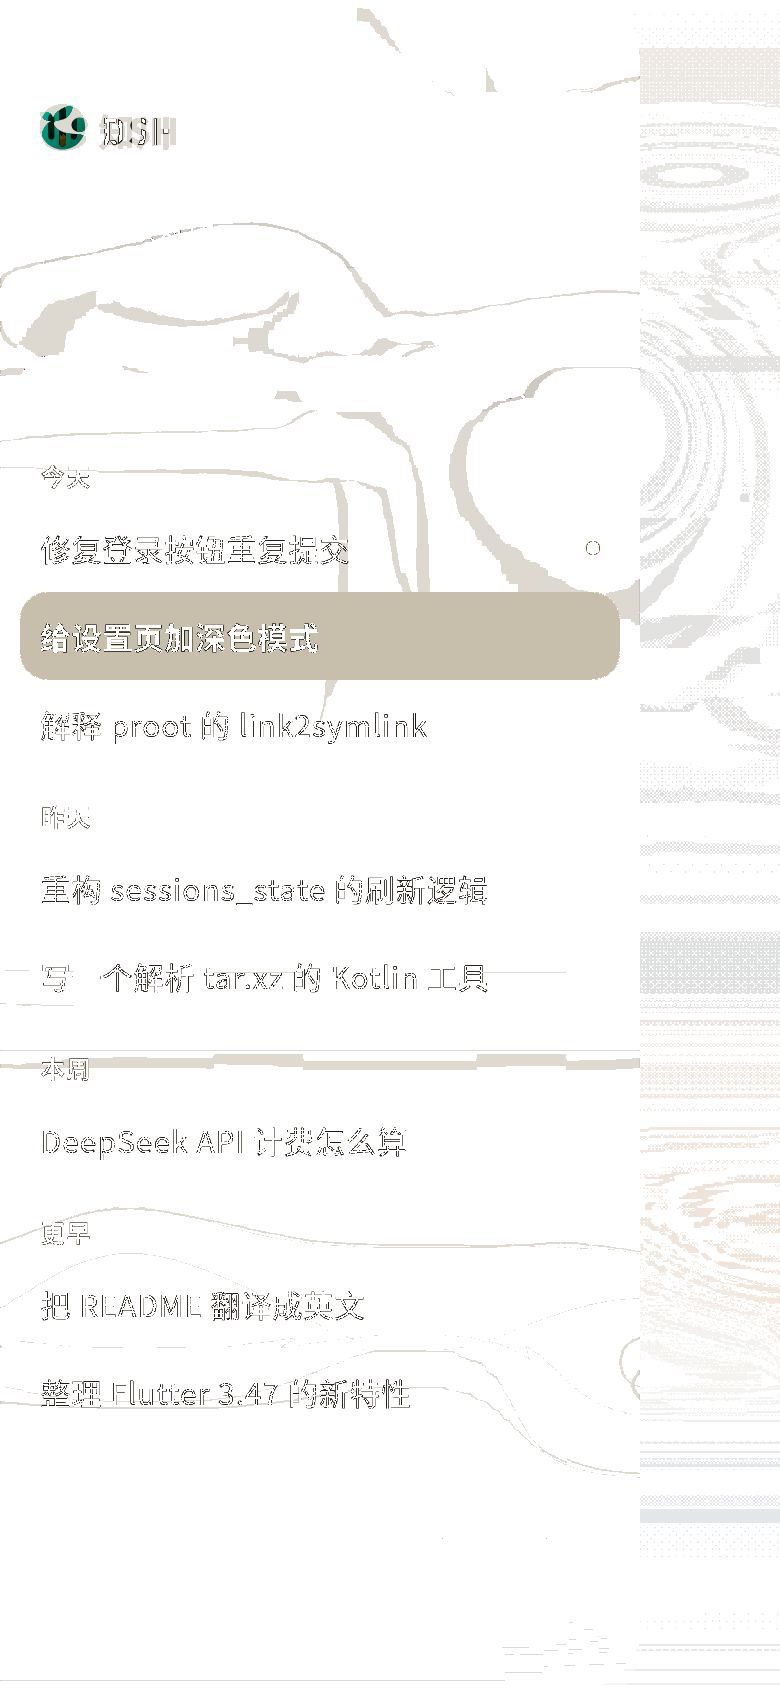 今天
修复登录按钮重复提交
给设置页加深色模式
解释 proot 的 link2symlink
昨天
重构 sessions_state 的刷新逻辑
写一个解析 tar.xz 的 Kotlin 工具
本周
DeepSeek API 计费怎么算
更早
把 README 翻译成英文
整理 Flutter 3.47 的新特性